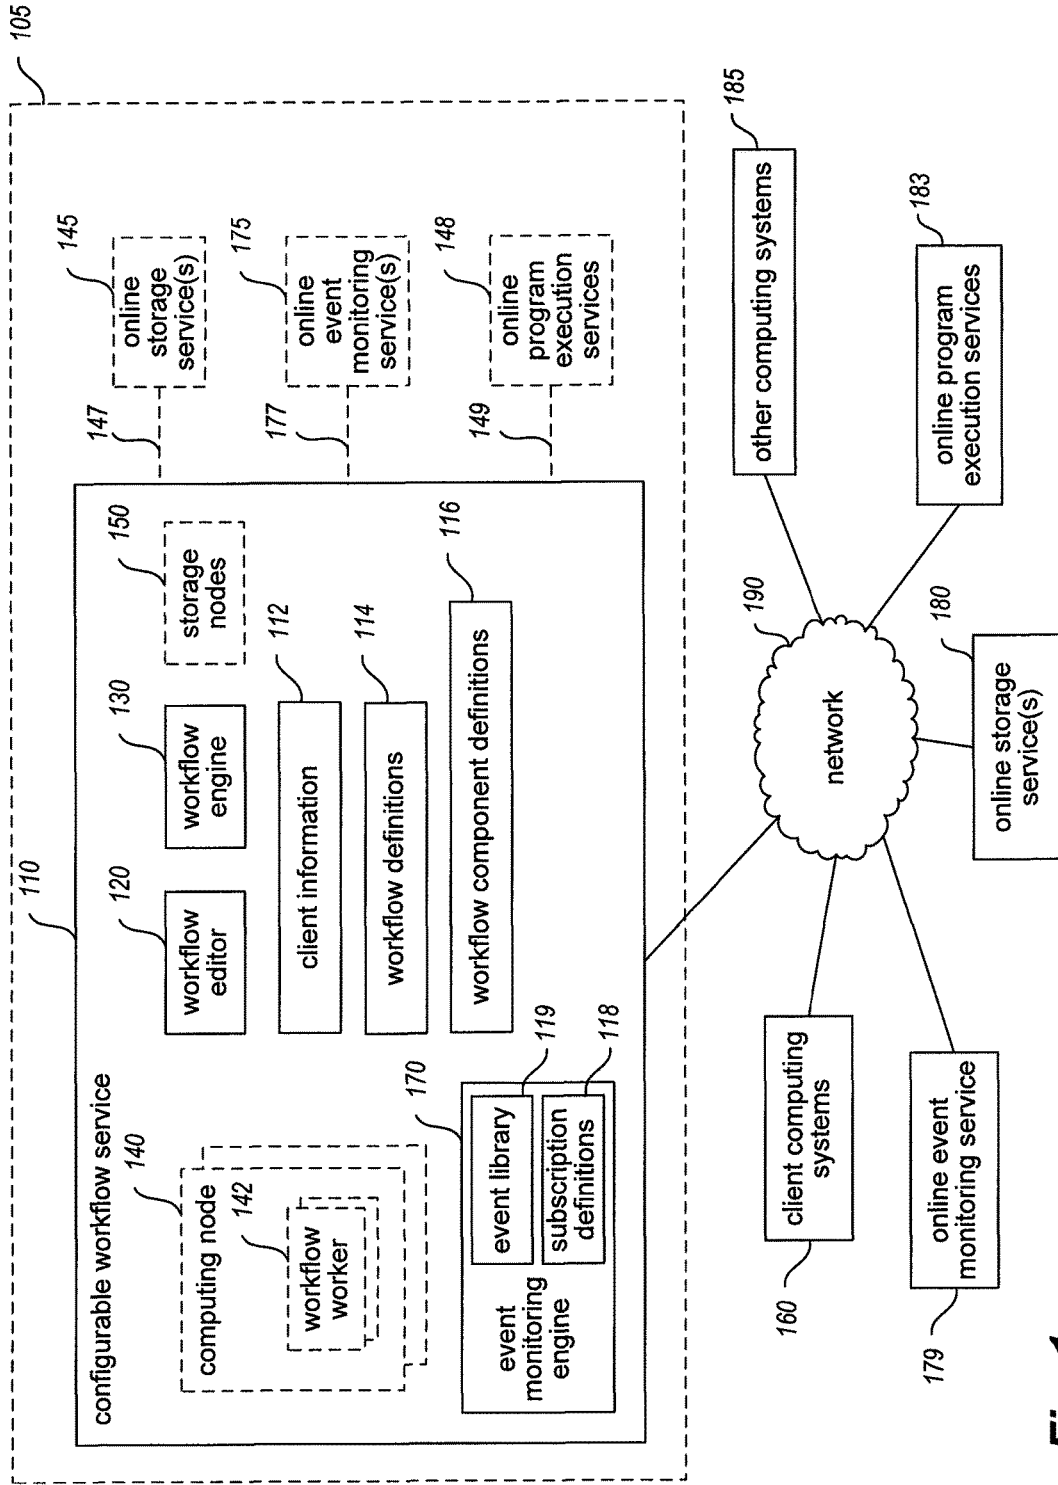 105
110
configurable workflow service
140
computing node
142
workflow
worker
120
workflow
editor
130
workflow
engine
150
storage
nodes
112
client information
114
workflow definitions
116
workflow component definitions
170
event
monitoring
engine
119
event library
118
subscription
definitions
147
145
online
storage
service(s)
177
175
online
event
monitoring
service(s)
149
148
online
program
execution
services
160
client computing
systems
179
online event
monitoring service
190
network
180
online storage
service(s)
185
other computing systems
183
online program
execution services